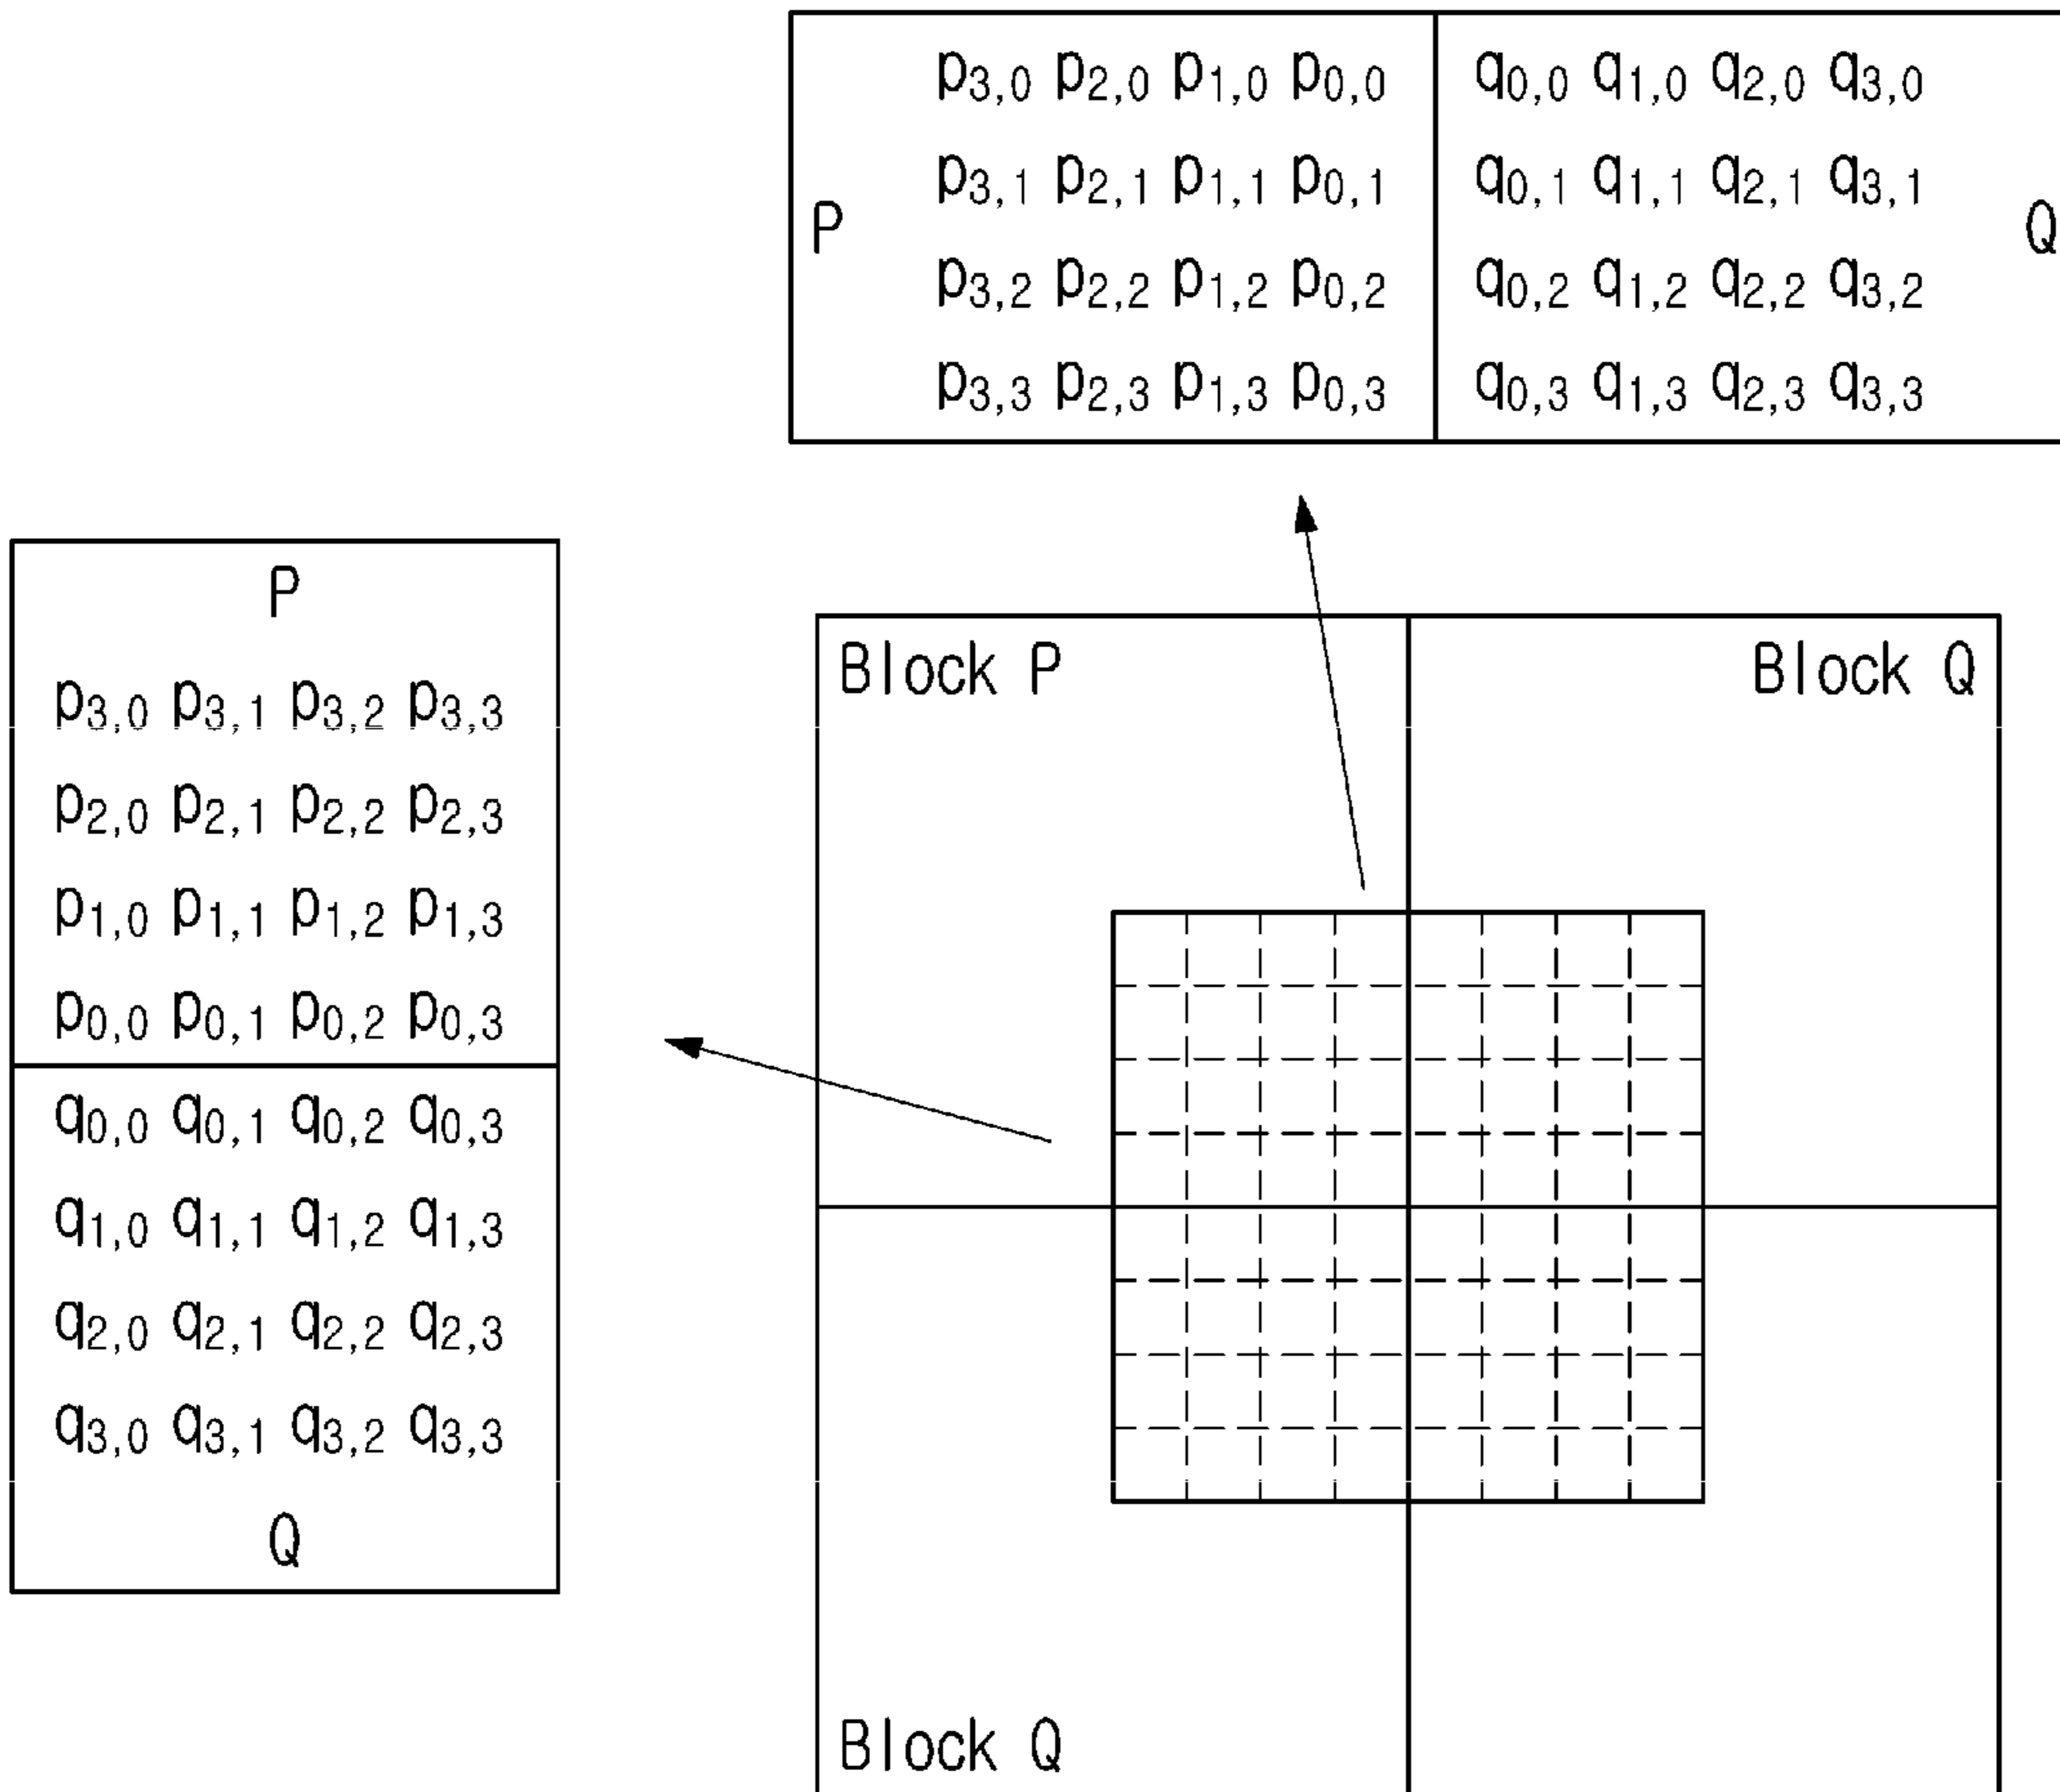 p3,0 p2,0 p1,0 p0,0 q0,0 q1,0 q2,0 q3,0
p3,1 p2,1 p1,1 p0,1 q0,1 q1,1 q2,1 q3,1
P Q
p3,2 p2,2 p1,2 p0,2 q0,2 q1,2 q2,2 q3,2
p3,3 p2,3 p1,3 p0,3 q0,3 q1,3 q2,3 q3,3
P
p3,0 p3,1 p3,2 p3,3
p2,0 p2,1 p2,2 p2,3
p1,0 p1,1 p1,2 p1,3
p0,0 p0,1 p0,2 p0,3
q0,0 q0,1 q0,2 q0,3
q1,0 q1,1 q1,2 q1,3
q2,0 q2,1 q2,2 q2,3
q3,0 q3,1 q3,2 q3,3
Q
Block P
Block Q
Block Q